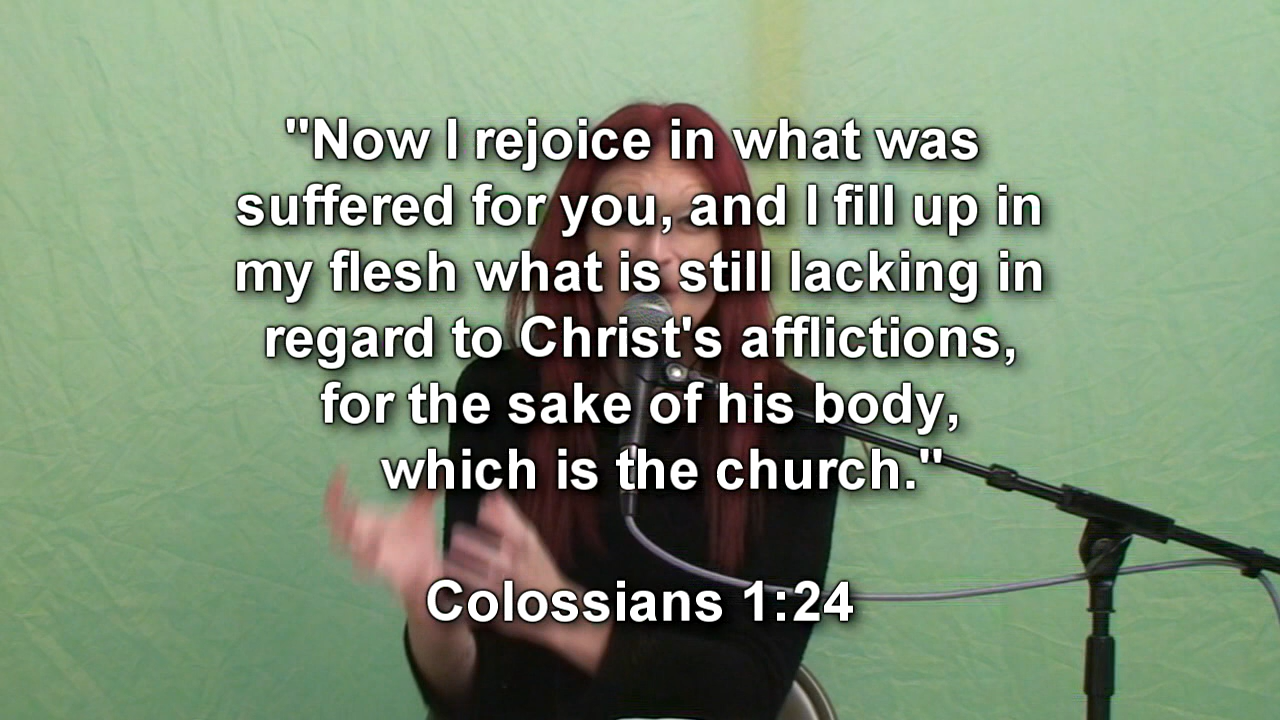 "Now I rejoice in what was
suffered for you, and I fill up in
my flesh what is still lacking in
regard to Christ's afflictions,
for the sake of his body,
which is the church."
Colossians 1:24